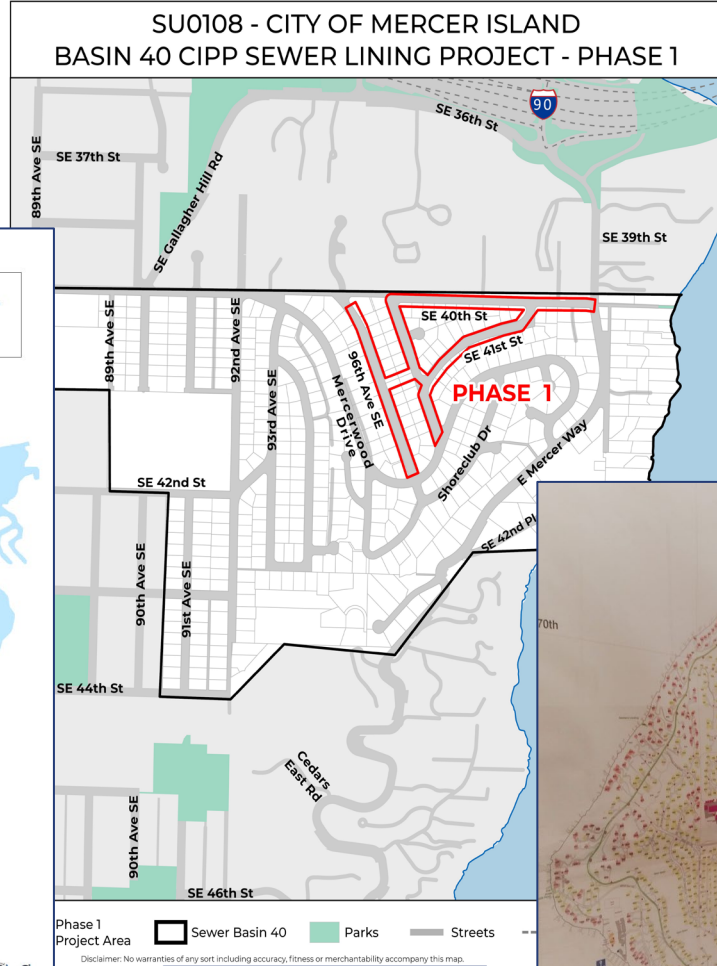 SU0108 - CITY OF MERCER ISLAND
BASIN 40 CIPP SEWER LINING PROJECT - PHASE 1
90
SE 36th St
89th Ave SE
SE 37th St
SE Gallagher Hill Rd
SE 39th St
89th Ave SE
92nd Ave SE
93rd Ave SE
96th Ave SE
Mercerwood
Drive
SE 40th St
SE 41st St
PHASE 1
Shoreclub Dr
E Mercer Way
SE 42nd St
SE 42nd Pl
90th Ave SE
91st Ave SE
70th
SE 44th St
Cedars
East Rd
90th Ave SE
SE 46th St
Phase 1
Project Area
Sewer Basin 40
Parks
Streets
Disclaimer: No warranties of any sort including accuracy, fitness or merchantability accompany this map.